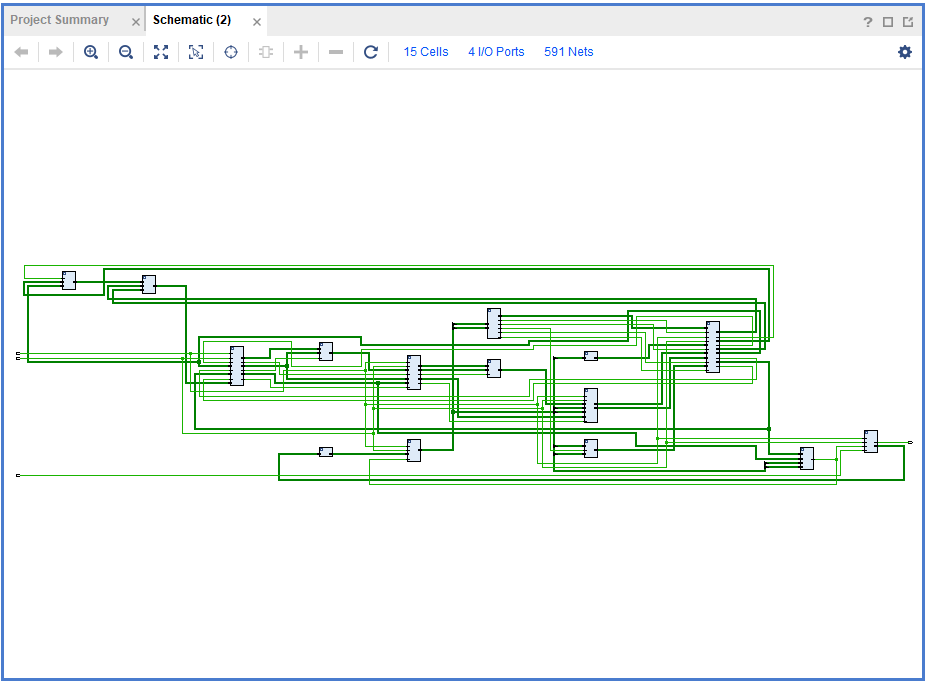 Project Summary
Schematic (2)
15 Cells 4 I/O Ports 591 Nets